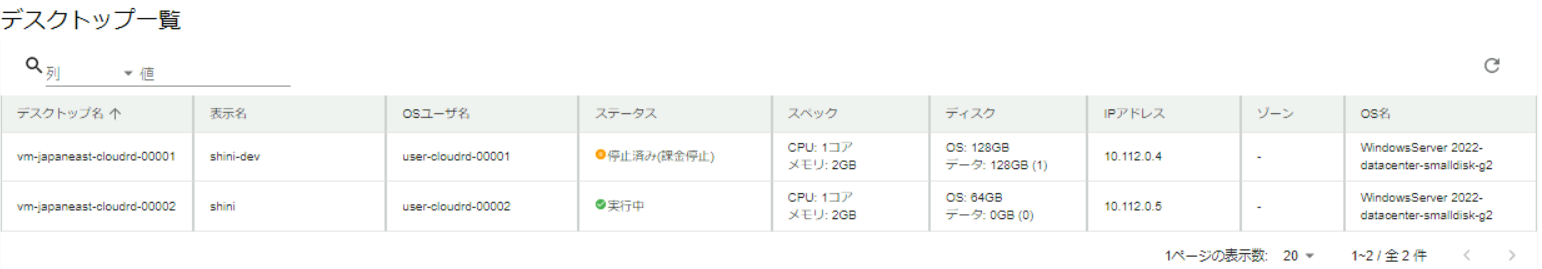 デスクトップ一覧
列 値
デスクトップ名 表示名 OSユーザ名 ステータス スペック ディスク IPアドレス ゾーン OS名
vm-japaneast-cloudrd-00001 shini-dev user-cloudrd-00001 停止済み(課金停止) CPU: 1コア OS: 128GB 10.112.0.4 - WindowsServer 2022-
メモリ: 2GB データ: 128GB (1) datacenter-smalldisk-g2
vm-japaneast-cloudrd-00002 shini user-cloudrd-00002 実行中 CPU: 1コア OS: 64GB 10.112.0.5 - WindowsServer 2022-
メモリ: 2GB データ: 0GB (0) datacenter-smalldisk-g2
1ページの表示数: 20 1~2 / 全 2 件